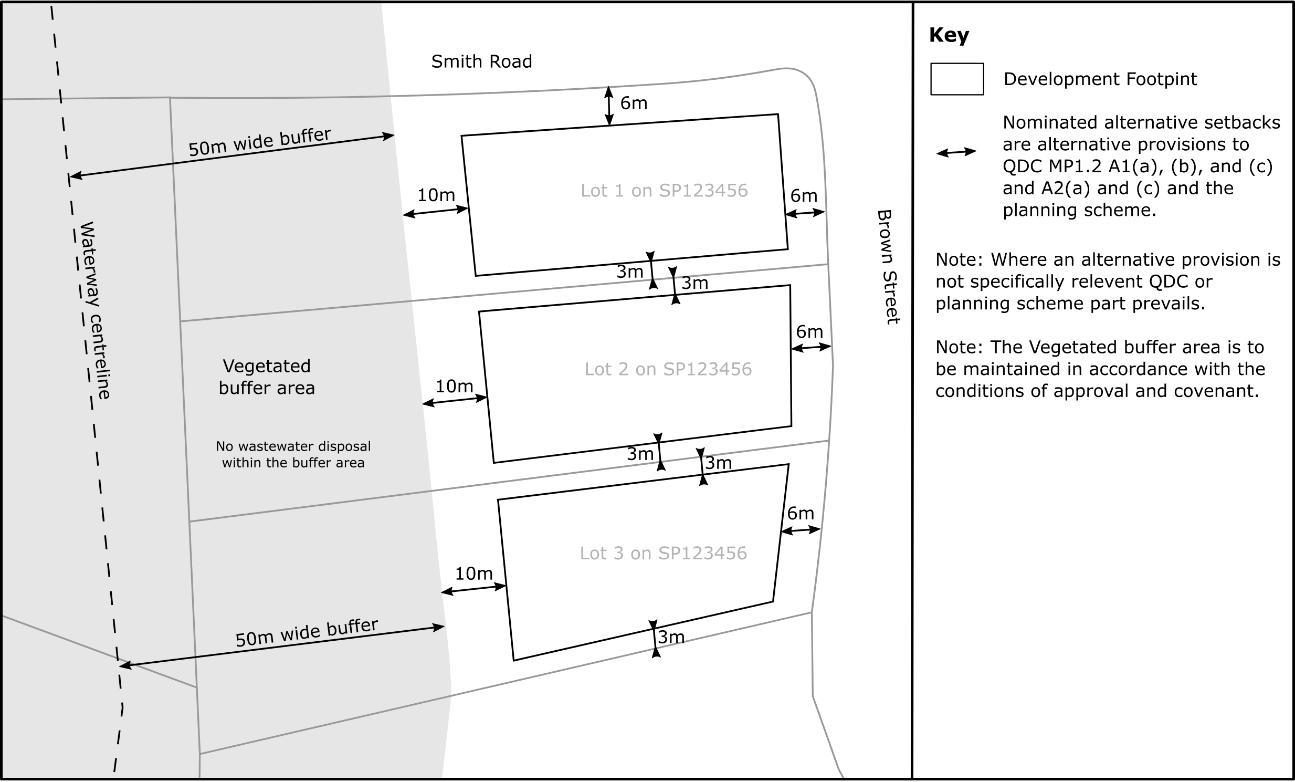 Smith Road
6m
50m wide buffer
10m
Lot 1 on SP123456
6m
Waterway centreline
Brown Street
3m
3m
6m
Vegetated
buffer area
Lot 2 on SP123456
10m
No wastewater disposal
within the buffer area
3m
3m
6m
Lot 3 on SP123456
10m
50m wide buffer
3m
Key
Development Footpint
Nominated alternative setbacks
are alternative provisions to
QDC MP1.2 A1(a), (b), and (c)
and A2(a) and (c) and the
planning scheme.
Note: Where an alternative provision is
not specifically relevent QDC or
planning scheme part prevails.
Note: The Vegetated buffer area is to
be maintained in accordance with the
conditions of approval and covenant.